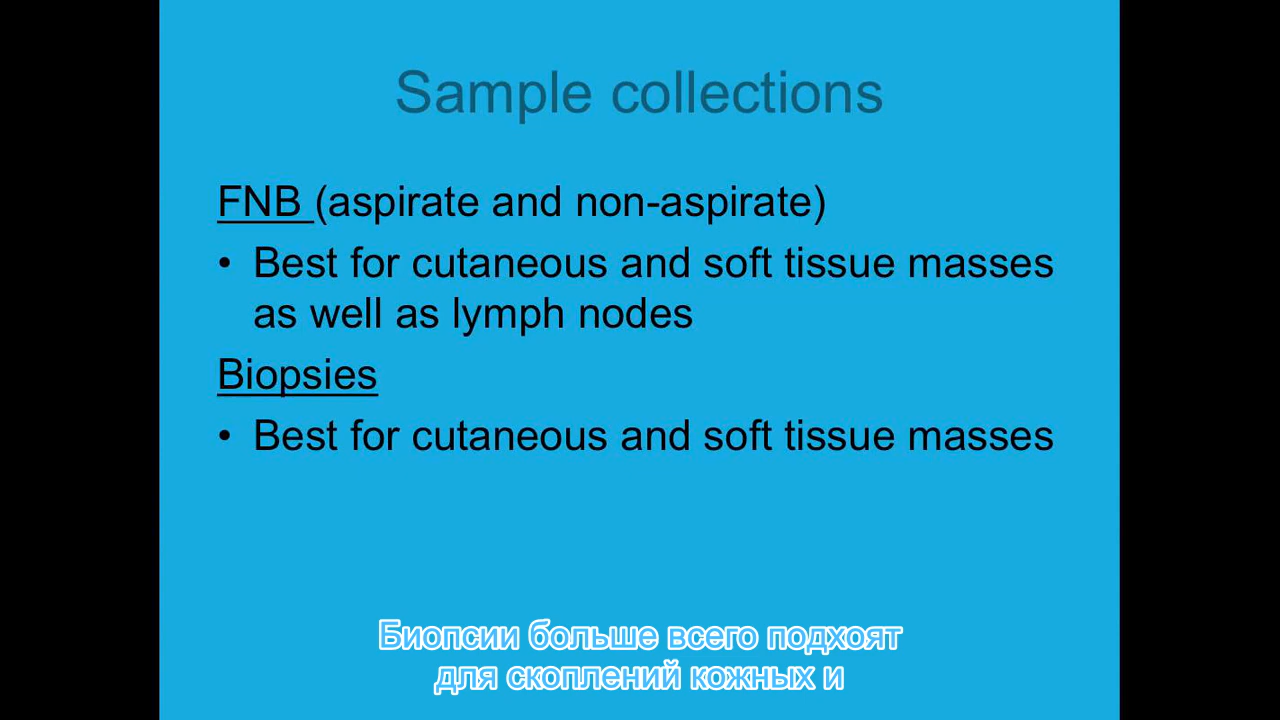 Sample collections
FNB (aspirate and non-aspirate)
• Best for cutaneous and soft tissue masses
as well as lymph nodes
Biopsies
• Best for cutaneous and soft tissue masses
Биопсии больше всего подхоят
для скоплений кожных и